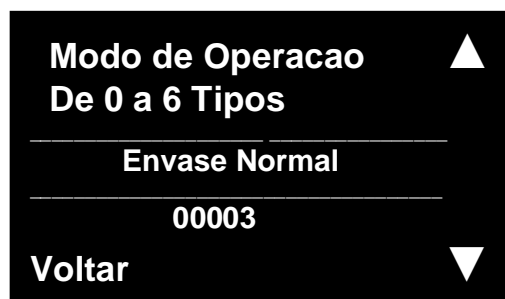 Modo de Operacao
De 0 a 6 Tipos
Envase Normal
00003
Voltar